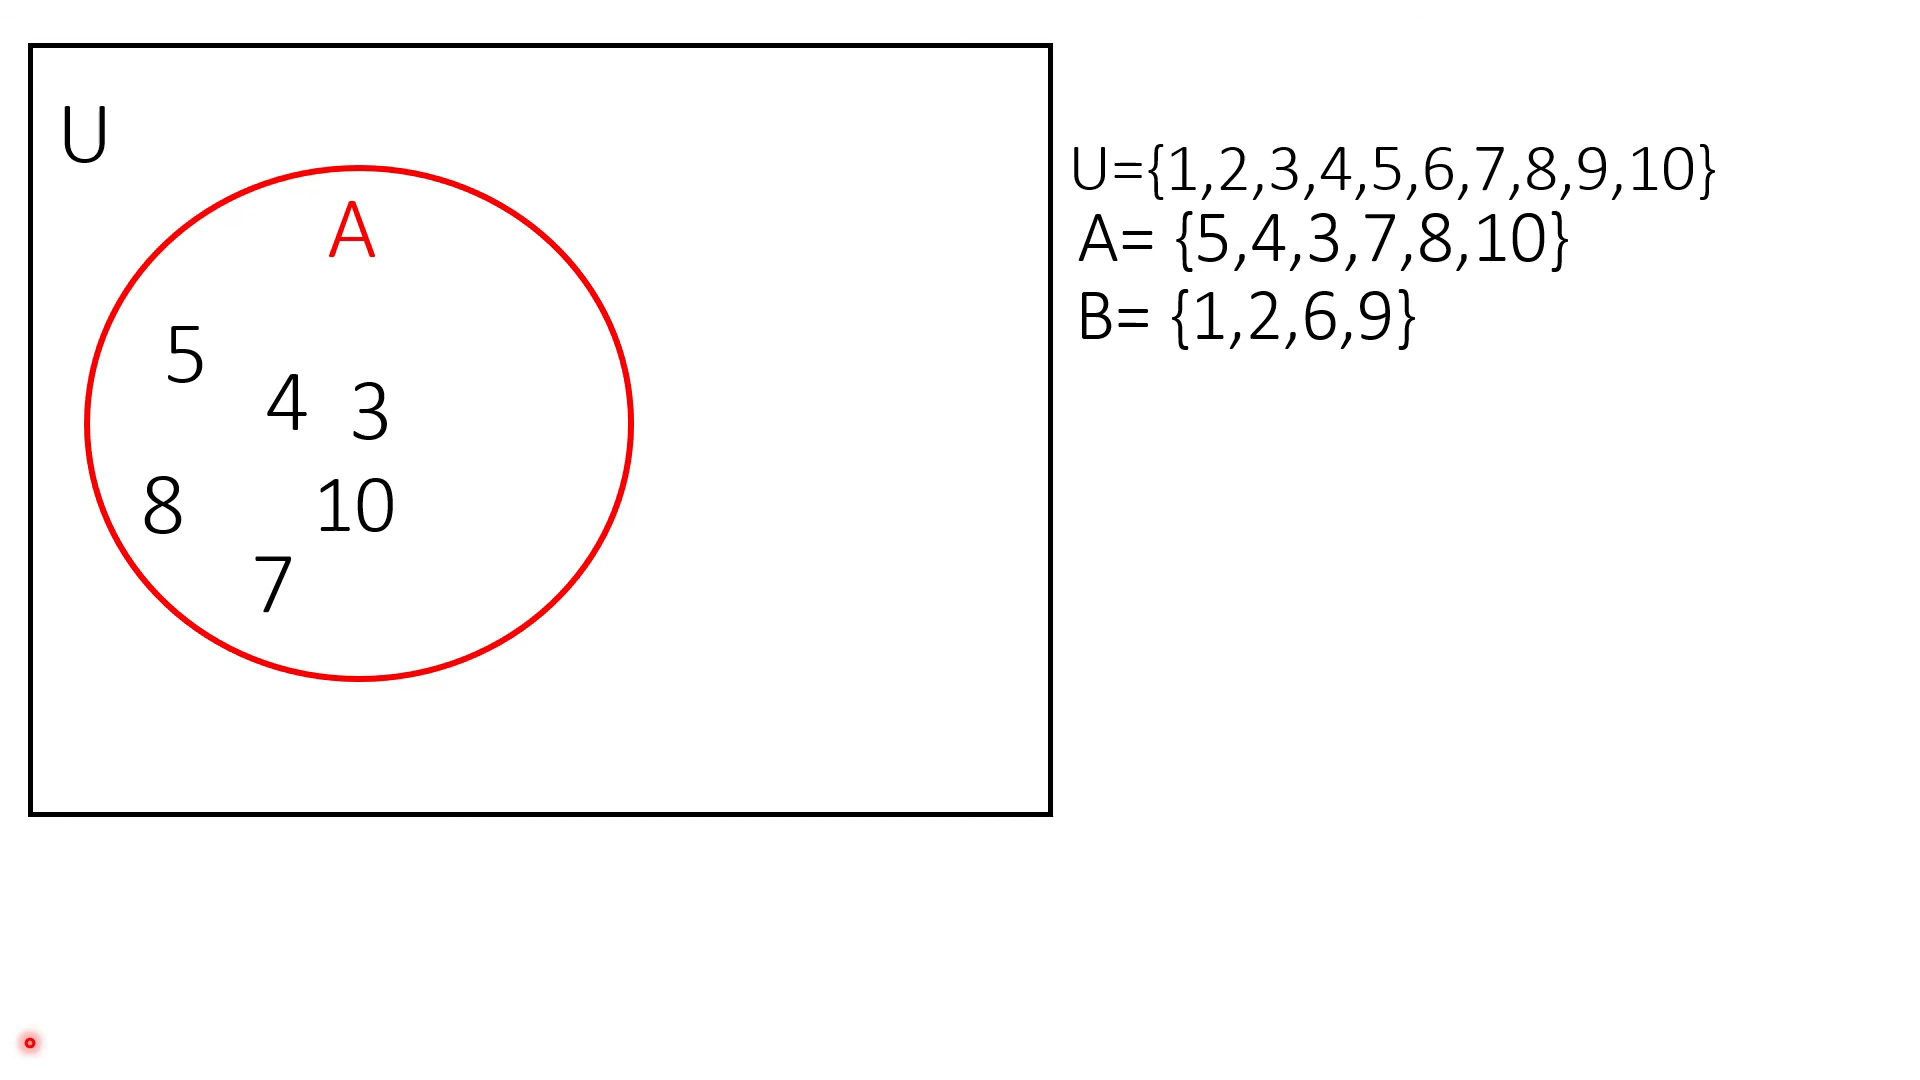 U
A
5
4 3
8 10
7
U={1,2,3,4,5,6,7,8,9,10}
A= {5,4,3,7,8,10}
B= {1,2,6,9}